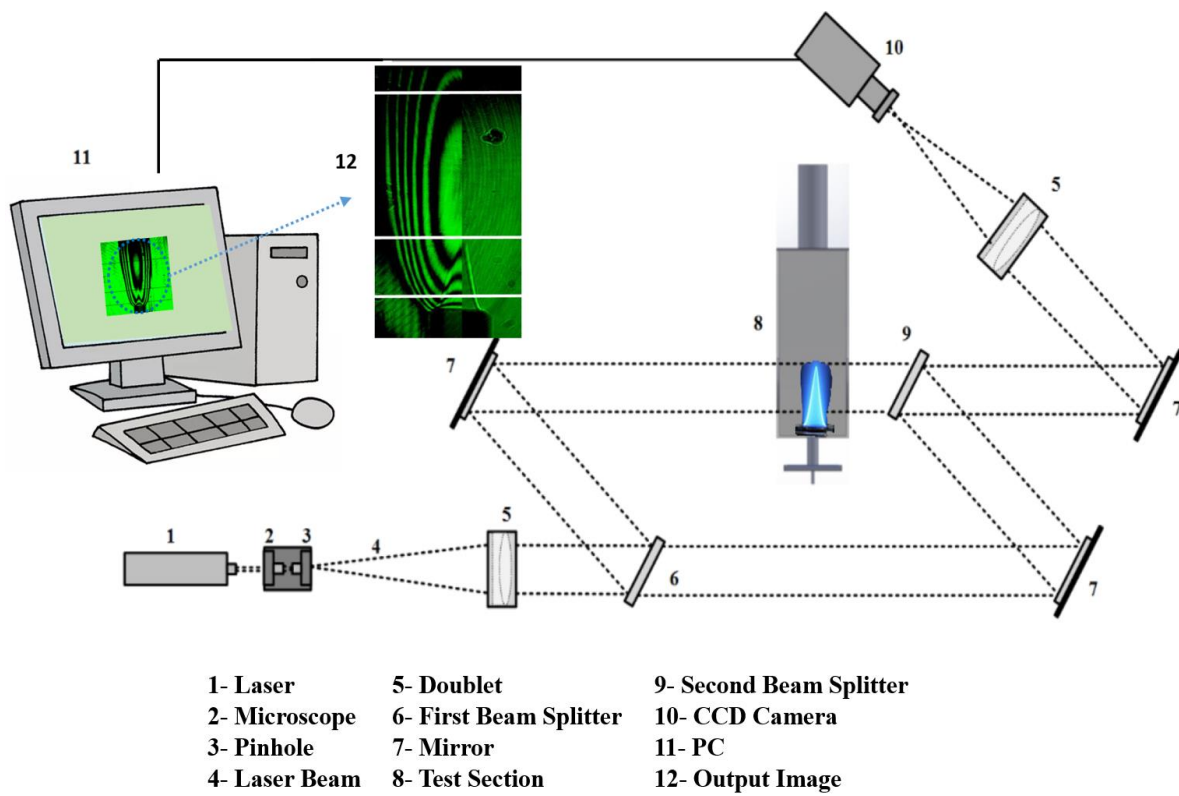 10
11
12
5
8
9
7
7
5
1
2
3
4
6
7
1- Laser
2- Microscope
3- Pinhole
4- Laser Beam
5- Doublet
6- First Beam Splitter
7- Mirror
8- Test Section
9- Second Beam Splitter
10- CCD Camera
11- PC
12- Output Image